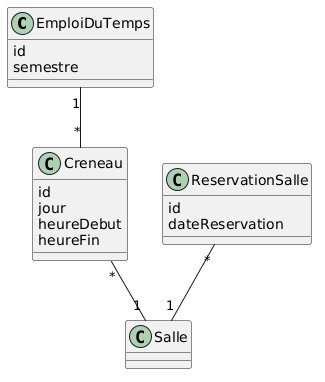 C EmploiDuTemps
id
semestre
1
*
C Creneau
id
jour
heureDebut
heureFin
C ReservationSalle
id
dateReservation
* *
1 1
C Salle